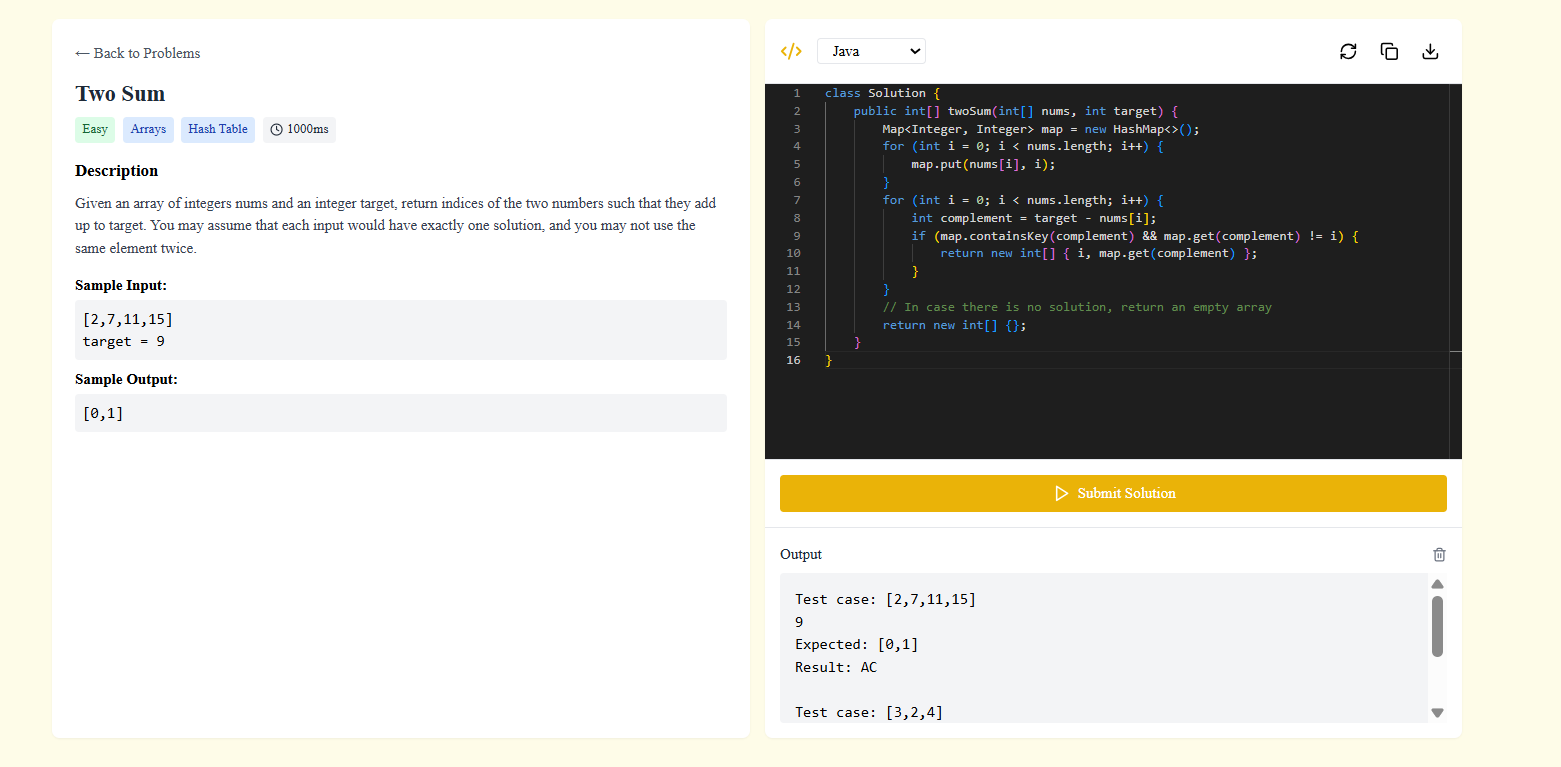 ← Back to Problems
Two Sum
Easy Arrays Hash Table 1000ms
Description
Given an array of integers nums and an integer target, return indices of the two numbers such that they add
up to target. You may assume that each input would have exactly one solution, and you may not use the
same element twice.
Sample Input:
[2,7,11,15]
target = 9
Sample Output:
[0,1]
</> Java
1 class Solution {
2     public int[] twoSum(int[] nums, int target) {
3         Map<Integer, Integer> map = new HashMap<>();
4         for (int i = 0; i < nums.length; i++) {
5             map.put(nums[i], i);
6         }
7         for (int i = 0; i < nums.length; i++) {
8             int complement = target - nums[i];
9             if (map.containsKey(complement) && map.get(complement) != i) {
10                 return new int[] { i, map.get(complement) };
11             }
12         }
13         // In case there is no solution, return an empty array
14         return new int[] {};
15     }
16 }
Submit Solution
Output
Test case: [2,7,11,15]
9
Expected: [0,1]
Result: AC
Test case: [3,2,4]